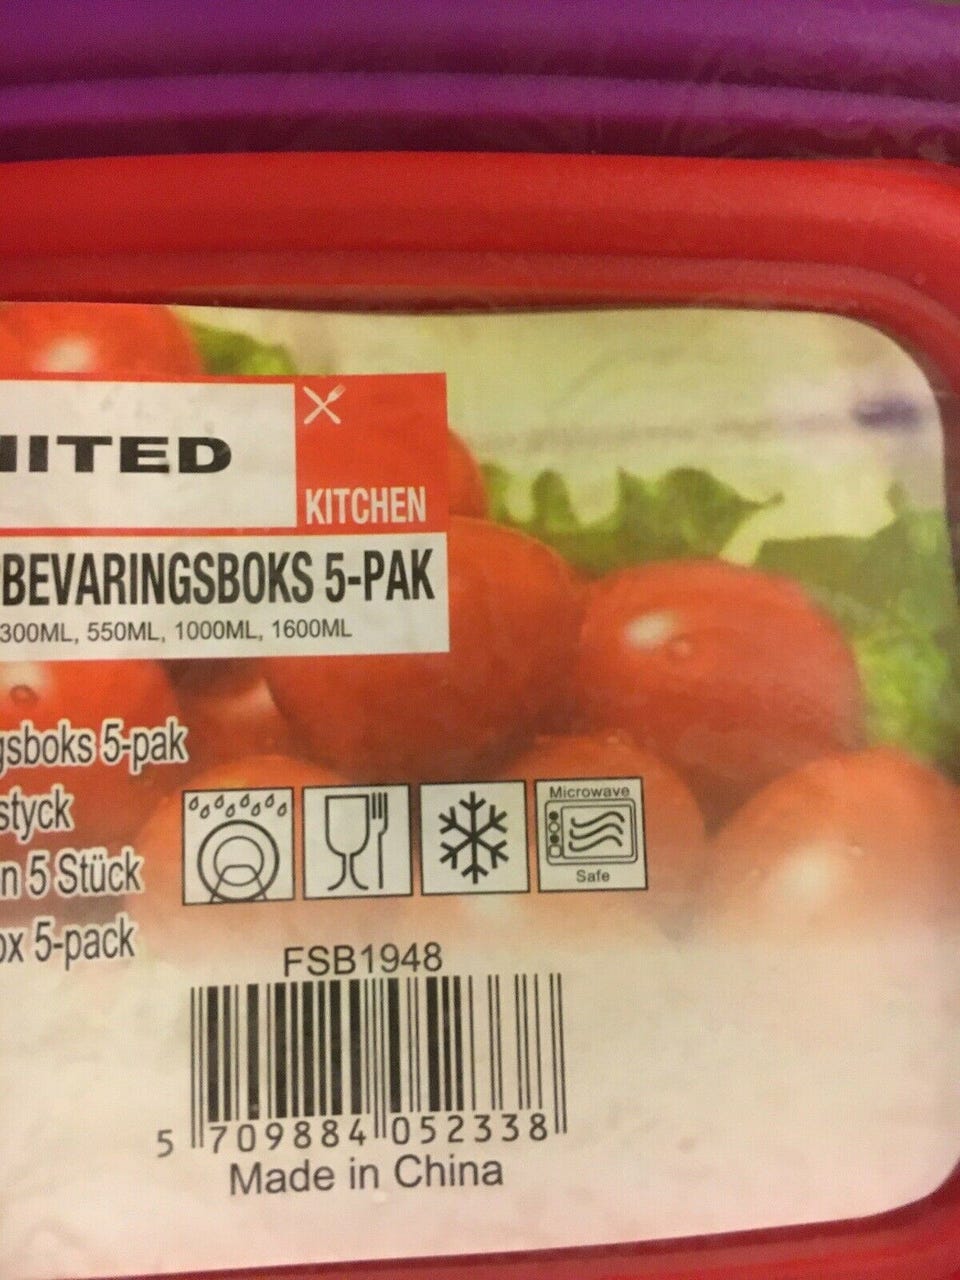 NITED
KITCHEN
BEVARINGSBOKS 5-PAK
300ML, 550ML, 1000ML, 1600ML
gsboks 5-pak
styck
n 5 Stück
ox 5-pack
Microwave
Safe
FSB1948
5 709884 052338
Made in China